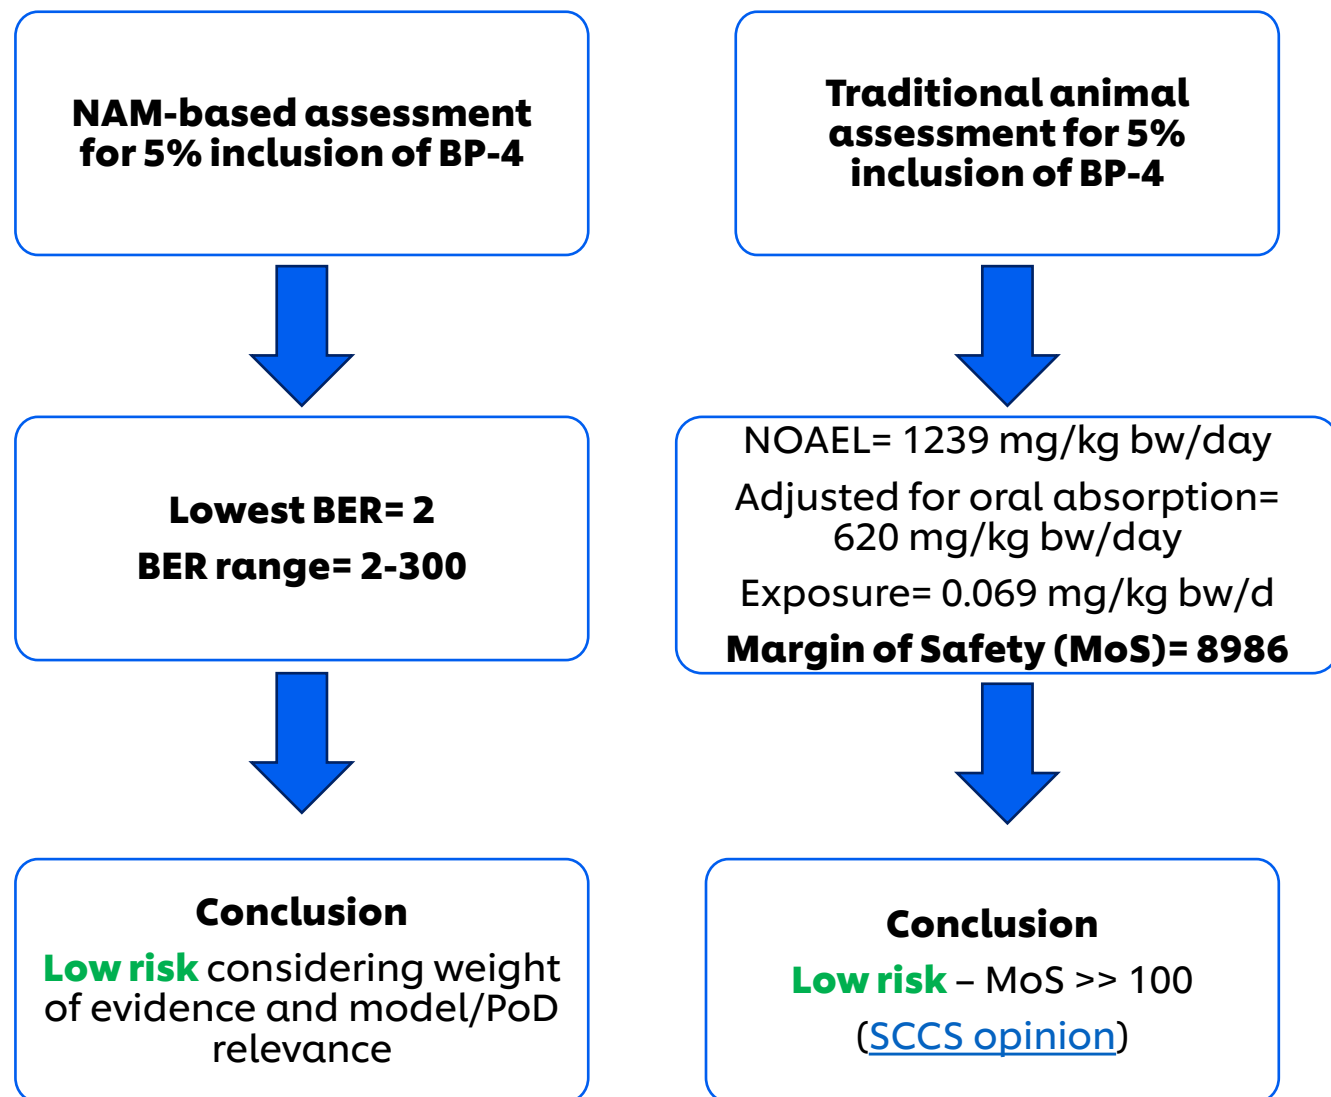 NAM-based assessment
for 5% inclusion of BP-4
Traditional animal
assessment for 5%
inclusion of BP-4
Lowest BER= 2
BER range= 2-300
NOAEL= 1239 mg/kg bw/day
Adjusted for oral absorption=
620 mg/kg bw/day
Exposure= 0.069 mg/kg bw/d
Margin of Safety (MoS)= 8986
Conclusion
Low risk considering weight
of evidence and model/PoD
relevance
Conclusion
Low risk – MoS >> 100
(SCCS opinion)